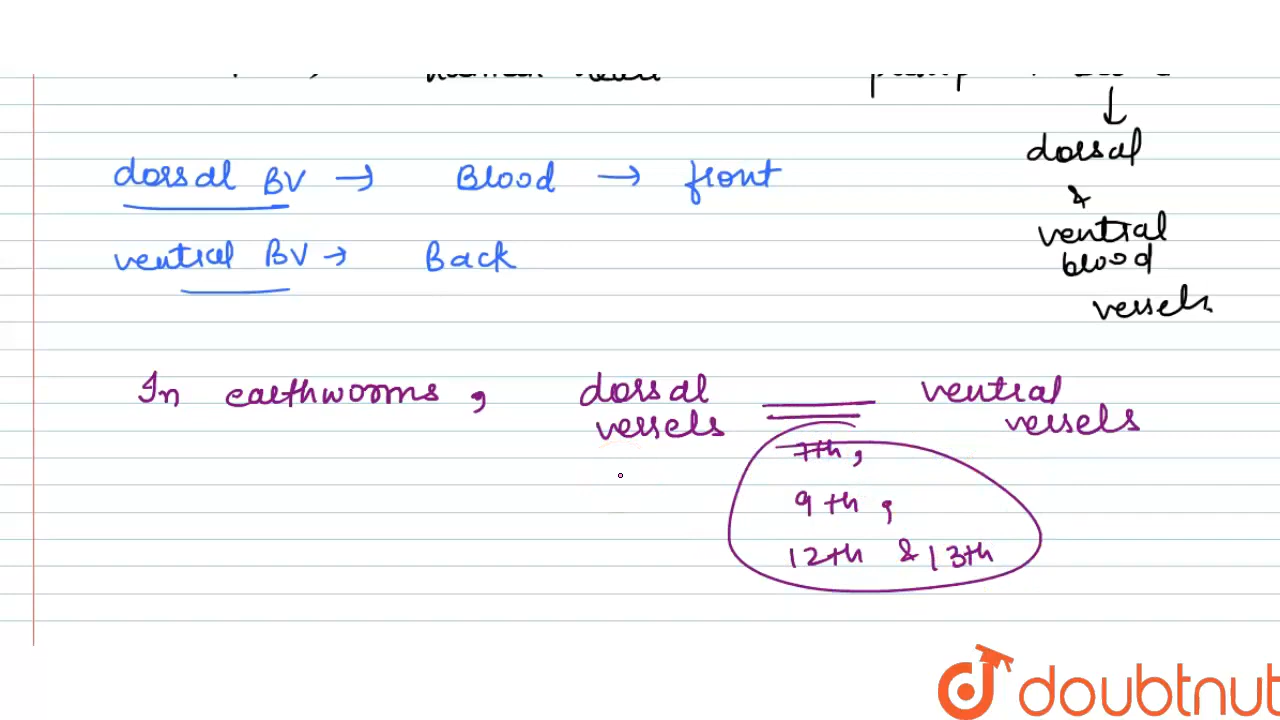 dorsal
dorsal BV → Blood → front
&
ventral
blood
ventral BV → Back
vessels
In earthworms, dorsal vessels ventral vessels
7th,
9th,
12th & 13th
doubtnut